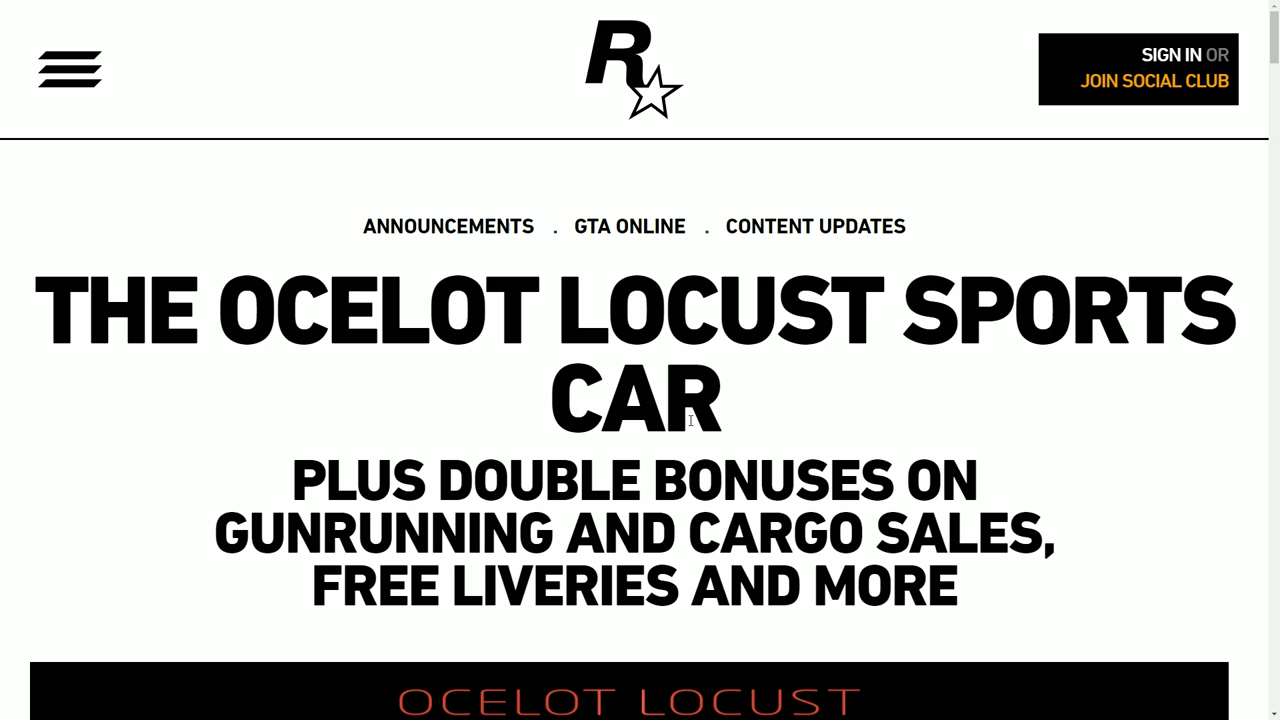 R
SIGN IN OR
JOIN SOCIAL CLUB
ANNOUNCEMENTS . GTA ONLINE . CONTENT UPDATES
THE OCELOT LOCUST SPORTS
CAR
PLUS DOUBLE BONUSES ON
GUNRUNNING AND CARGO SALES,
FREE LIVERIES AND MORE
OCELOT LOCUST